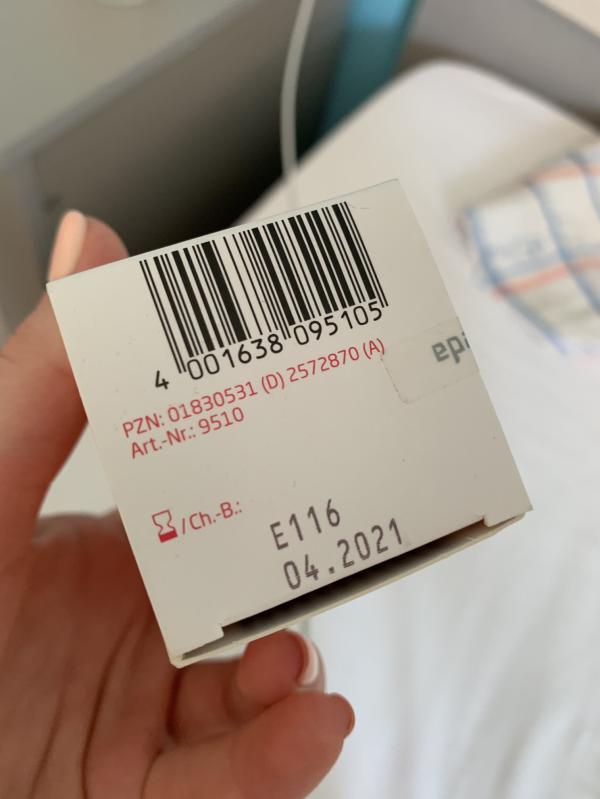 4 001638 095105
PZN: 01830531 (D) 2572870 (A)
Art.-Nr.: 9510
/Ch.-B.:
E116
04.2021